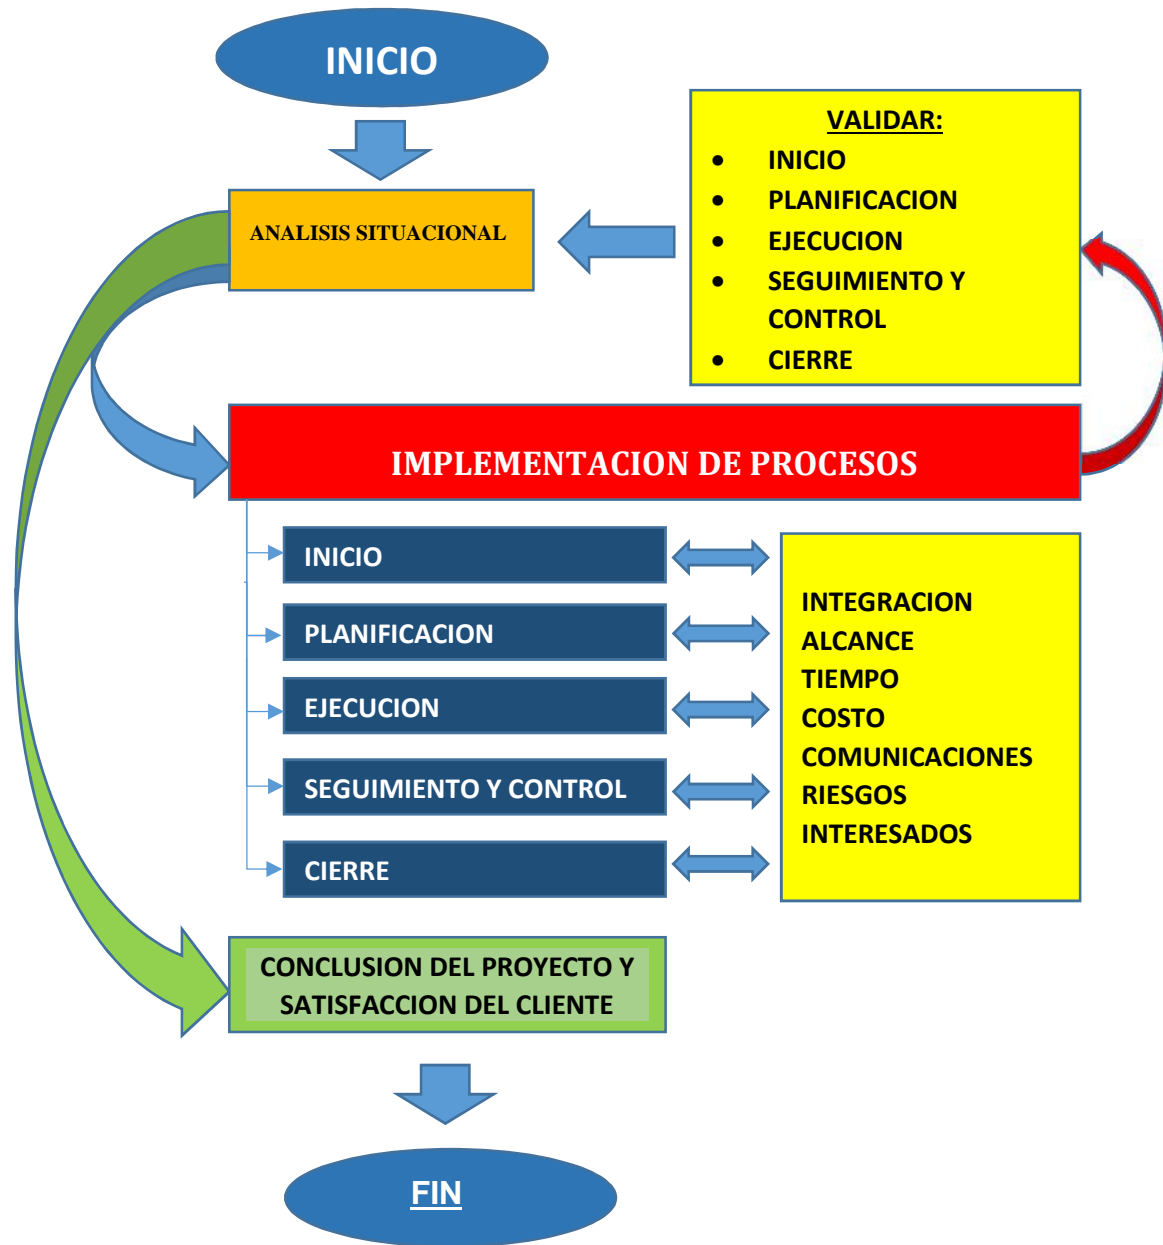 INICIO
VALIDAR:
• INICIO
• PLANIFICACION
• EJECUCION
• SEGUIMIENTO Y
CONTROL
• CIERRE
ANALISIS SITUACIONAL
IMPLEMENTACION DE PROCESOS
INICIO
PLANIFICACION
EJECUCION
SEGUIMIENTO Y CONTROL
CIERRE
INTEGRACION
ALCANCE
TIEMPO
COSTO
COMUNICACIONES
RIESGOS
INTERESADOS
CONCLUSION DEL PROYECTO Y
SATISFACCION DEL CLIENTE
FIN